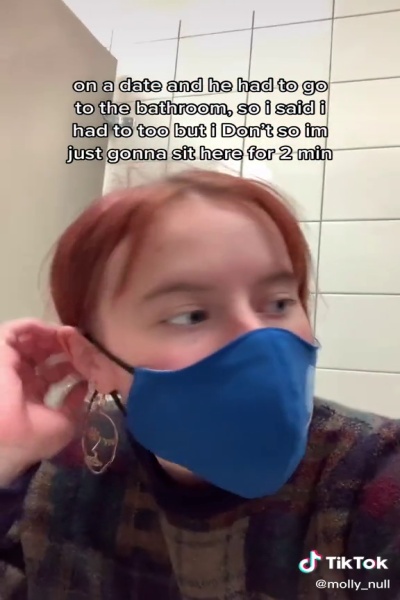 on a date and he had to go
to the bathroom, so i said i
had to too but i Don't so im
just gonna sit here for 2 min
TikTok
@molly_null